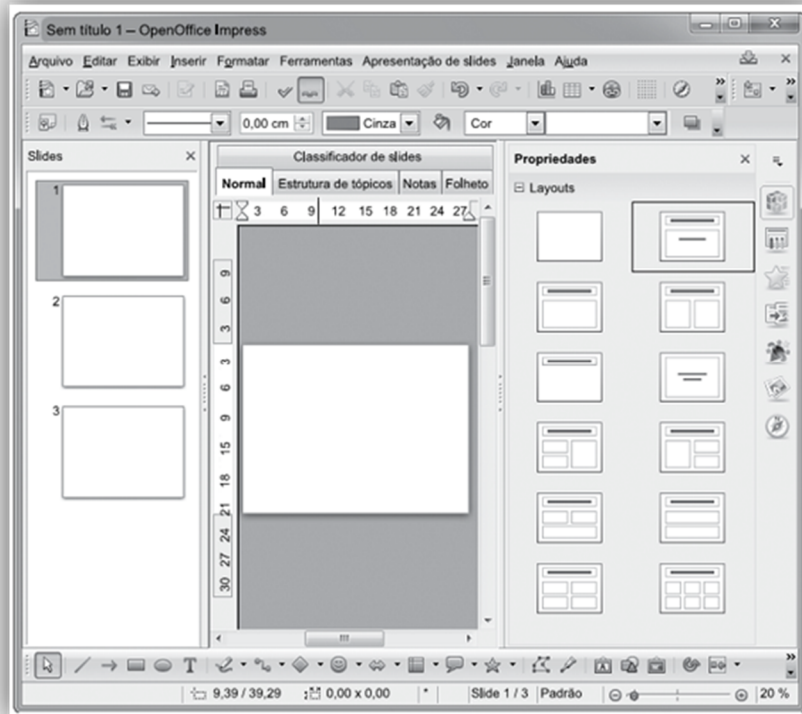 Sem título 1 – OpenOffice Impress
Arquivo Editar Exibir Inserir Formatar Ferramentas Apresentação de slides Janela Ajuda
0,00 cm Cinza Cor
Slides
Classificador de slides
Normal Estrutura de tópicos Notas Folheto
3 6 9 12 15 18 21 24 27
Propriedades
Layouts
1
2
3
9
6
3
3
6
9
15
18
21
24
27
30
T
9,39 / 39,29 0,00 x 0,00 * Slide 1 / 3 Padrão 20 %